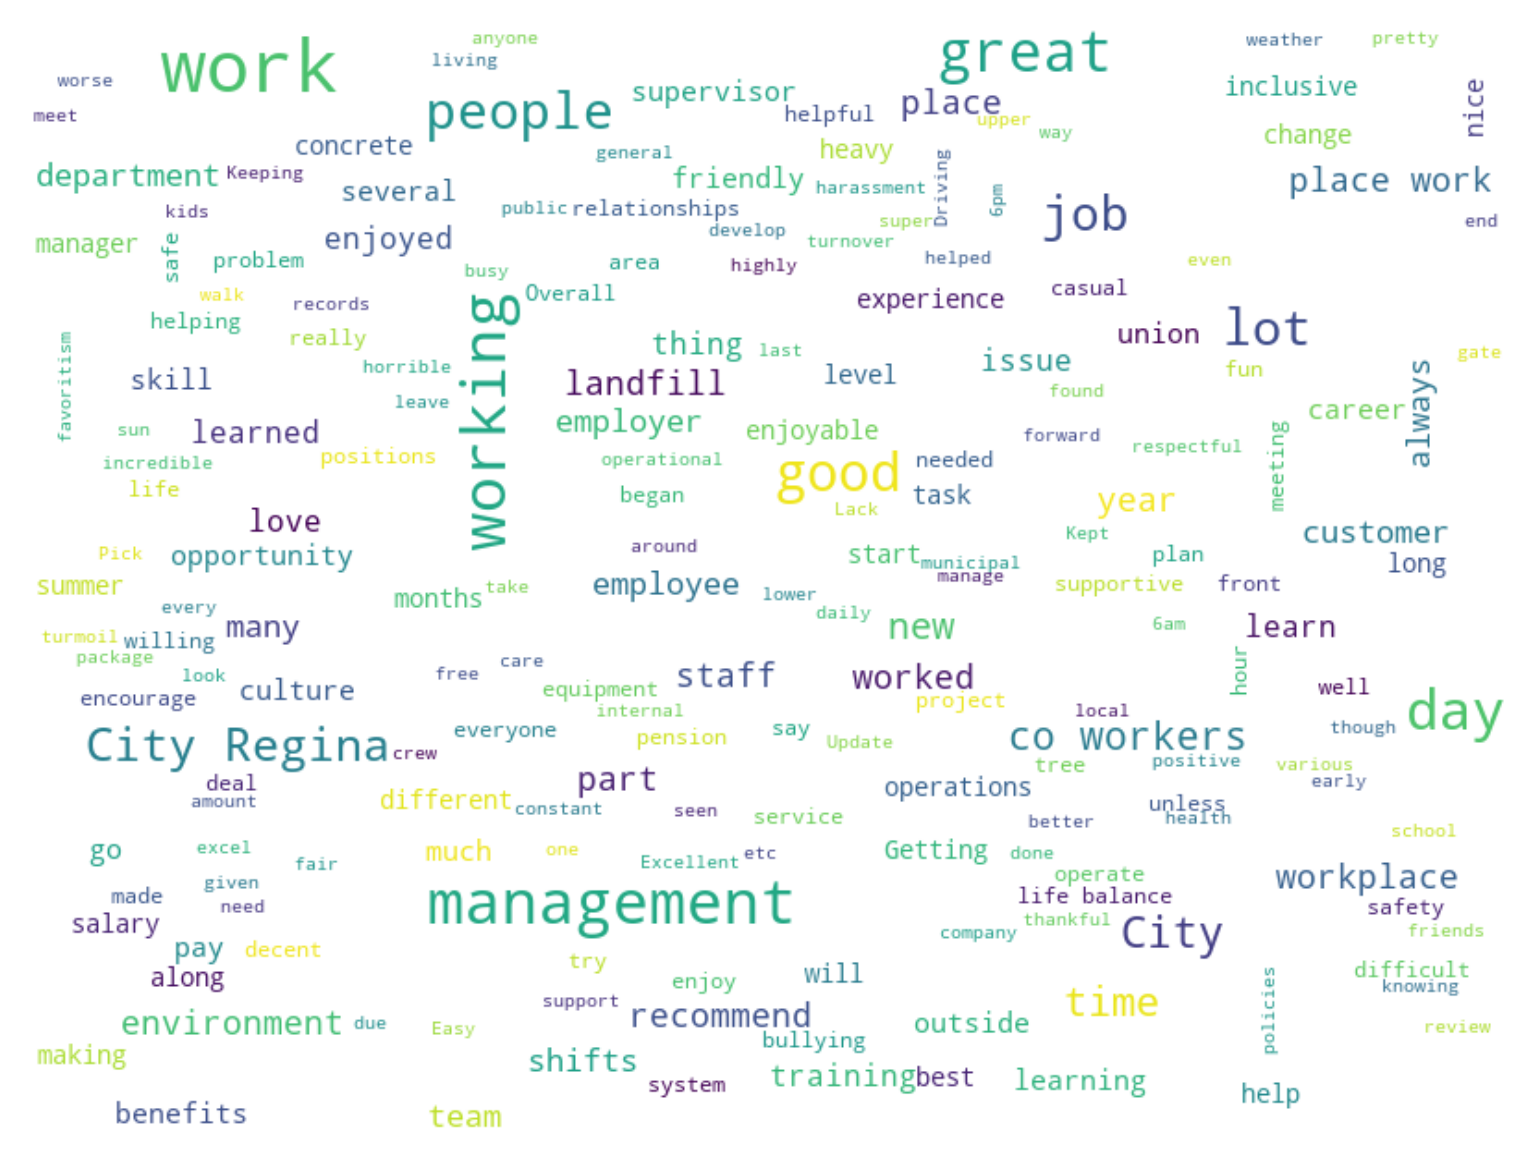 anyone
work
great
weather
pretty
living
worse
supervisor
inclusive
people
place
nice
meet
helpful
upper
way
change
concrete
general
heavy
department
Keeping
friendly
harassment
Driving
place work
several
6pm
kids
public
relationships
super
job
end
manager
safe
enjoyed
develop
turnover
problem
area
highly
helped
even
busy
walk
records
Overall
experience
casual
helping
working
lot
really
thing
last
union
gate
favoritism
horrible
issue
fun
skill
landfill
level
found
always
leave
employer
career
sun
learned
enjoyable
forward
respectful
incredible
positions
operational
good
needed
meeting
life
began
task
Lack
year
love
Pick
opportunity
around
start
municipal
Kept
plan
customer
long
summer
months
take
employee
manage
supportive
front
every
lower
daily
turmoil
willing
many
new
6am
learn
package
look
free
care
staff
worked
hour
encourage
culture
equipment
internal
project
well
local
day
City Regina
crew
everyone
pension
say
Update
co workers
though
positive
tree
various
deal
part
operations
early
amount
different
constant
seen
service
unless
health
better
school
go
excel
fair
much
one
Excellent
etc
Getting
done
given
operate
workplace
made
need
management
life balance
safety
salary
thankful
City
company
friends
pay
decent
try
along
enjoy
will
difficult
knowing
support
time
policies
environment
due
Easy
recommend
outside
review
bullying
making
shifts
system
training
best
learning
help
benefits
team